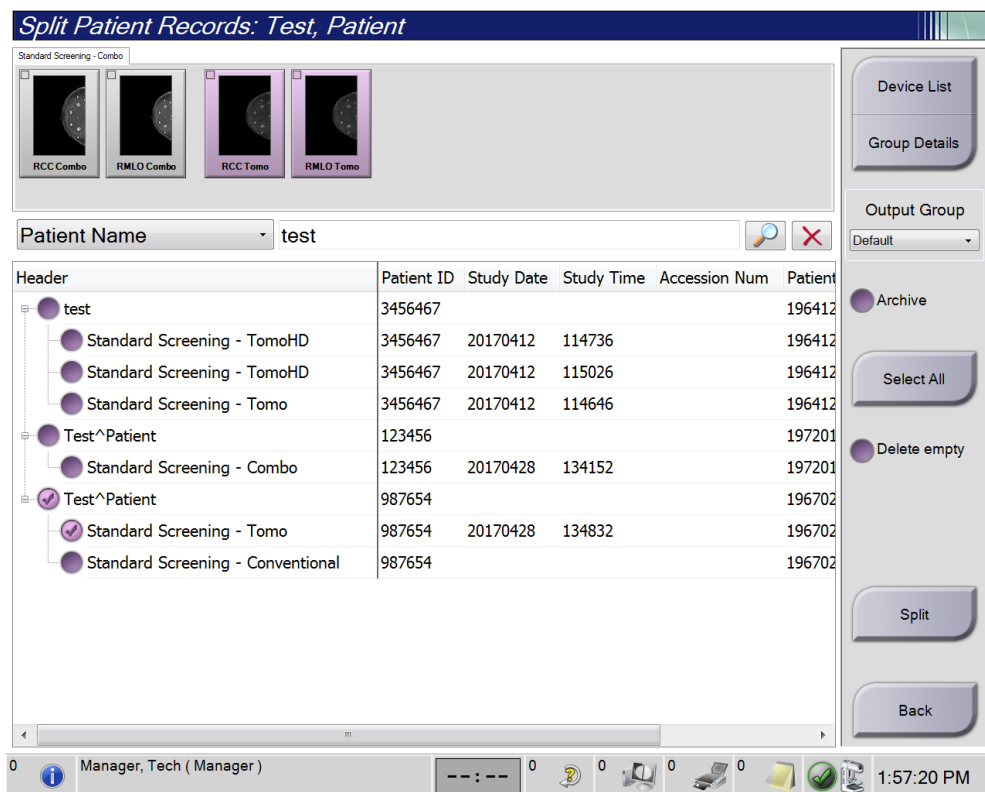 Split Patient Records: Test, Patient
Standard Screening - Combo
RCC Combo
RMLO Combo
RCC Tomo
RMLO Tomo
Device List
Group Details
Output Group
Default
Patient Name
test
Header Patient ID Study Date Study Time Accession Num Patient
test 3456467 196412
Standard Screening - TomoHD 3456467 20170412 114736 196412
Standard Screening - TomoHD 3456467 20170412 115026 196412
Standard Screening - Tomo 3456467 20170412 114646 196412
Test^Patient 123456 197201
Standard Screening - Combo 123456 20170428 134152 197201
Test^Patient 987654 196702
Standard Screening - Tomo 987654 20170428 134832 196702
Standard Screening - Conventional 987654 196702
Archive
Select All
Delete empty
Split
Back
0 Manager, Tech ( Manager ) --:-- 0 0 0 0 1:57:20 PM